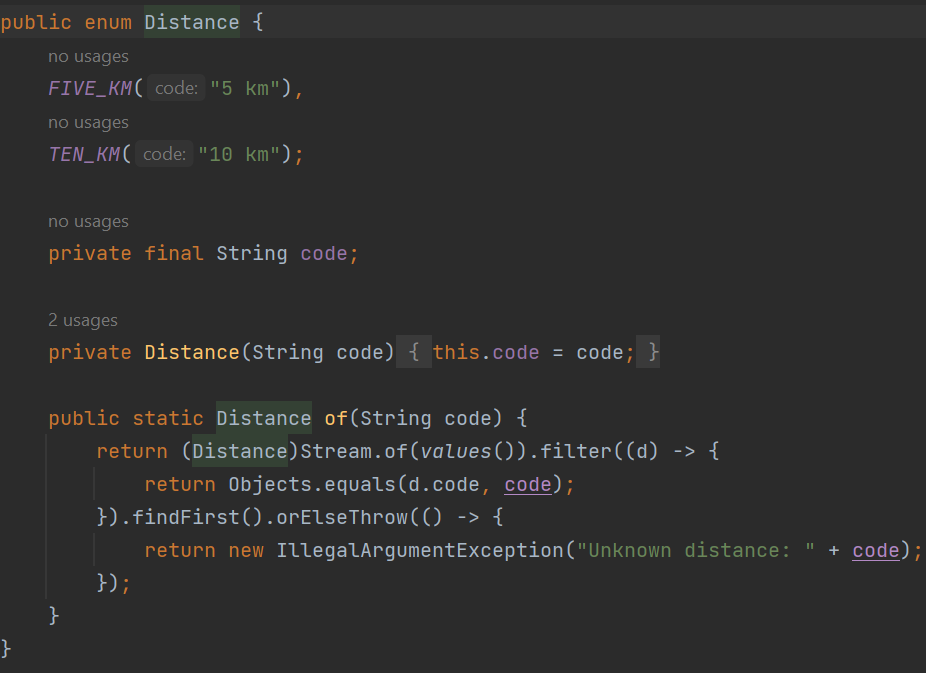 public enum Distance {
no usages
FIVE_KM( code: "5 km"),
no usages
TEN_KM( code: "10 km");
no usages
private final String code;
2 usages
private Distance(String code) { this.code = code; }
public static Distance of(String code) {
return (Distance)Stream.of(values()).filter((d) -> {
return Objects.equals(d.code, code);
}).findFirst().orElseThrow(() -> {
return new IllegalArgumentException("Unknown distance: " + code);
});
}
}